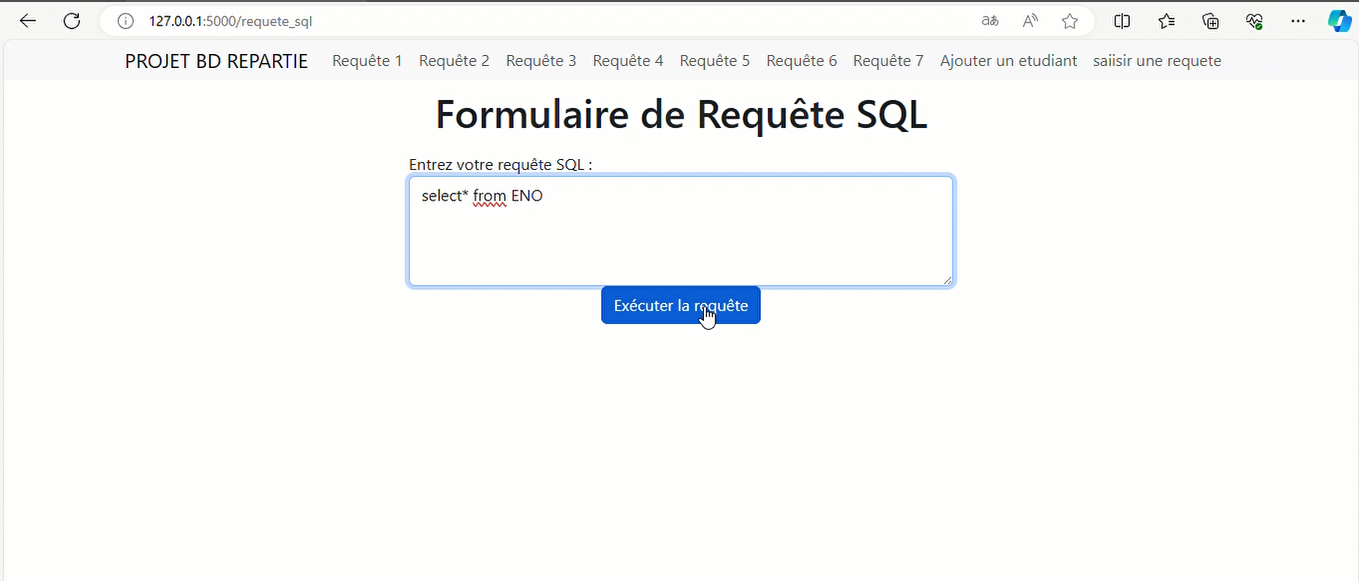 127.0.0.1:5000/requete_sql
PROJET BD REPARTIE Requête 1 Requête 2 Requête 3 Requête 4 Requête 5 Requête 6 Requête 7 Ajouter un etudiant saiisir une requete
Formulaire de Requête SQL
Entrez votre requête SQL :
select* from ENO
Exécuter la requête